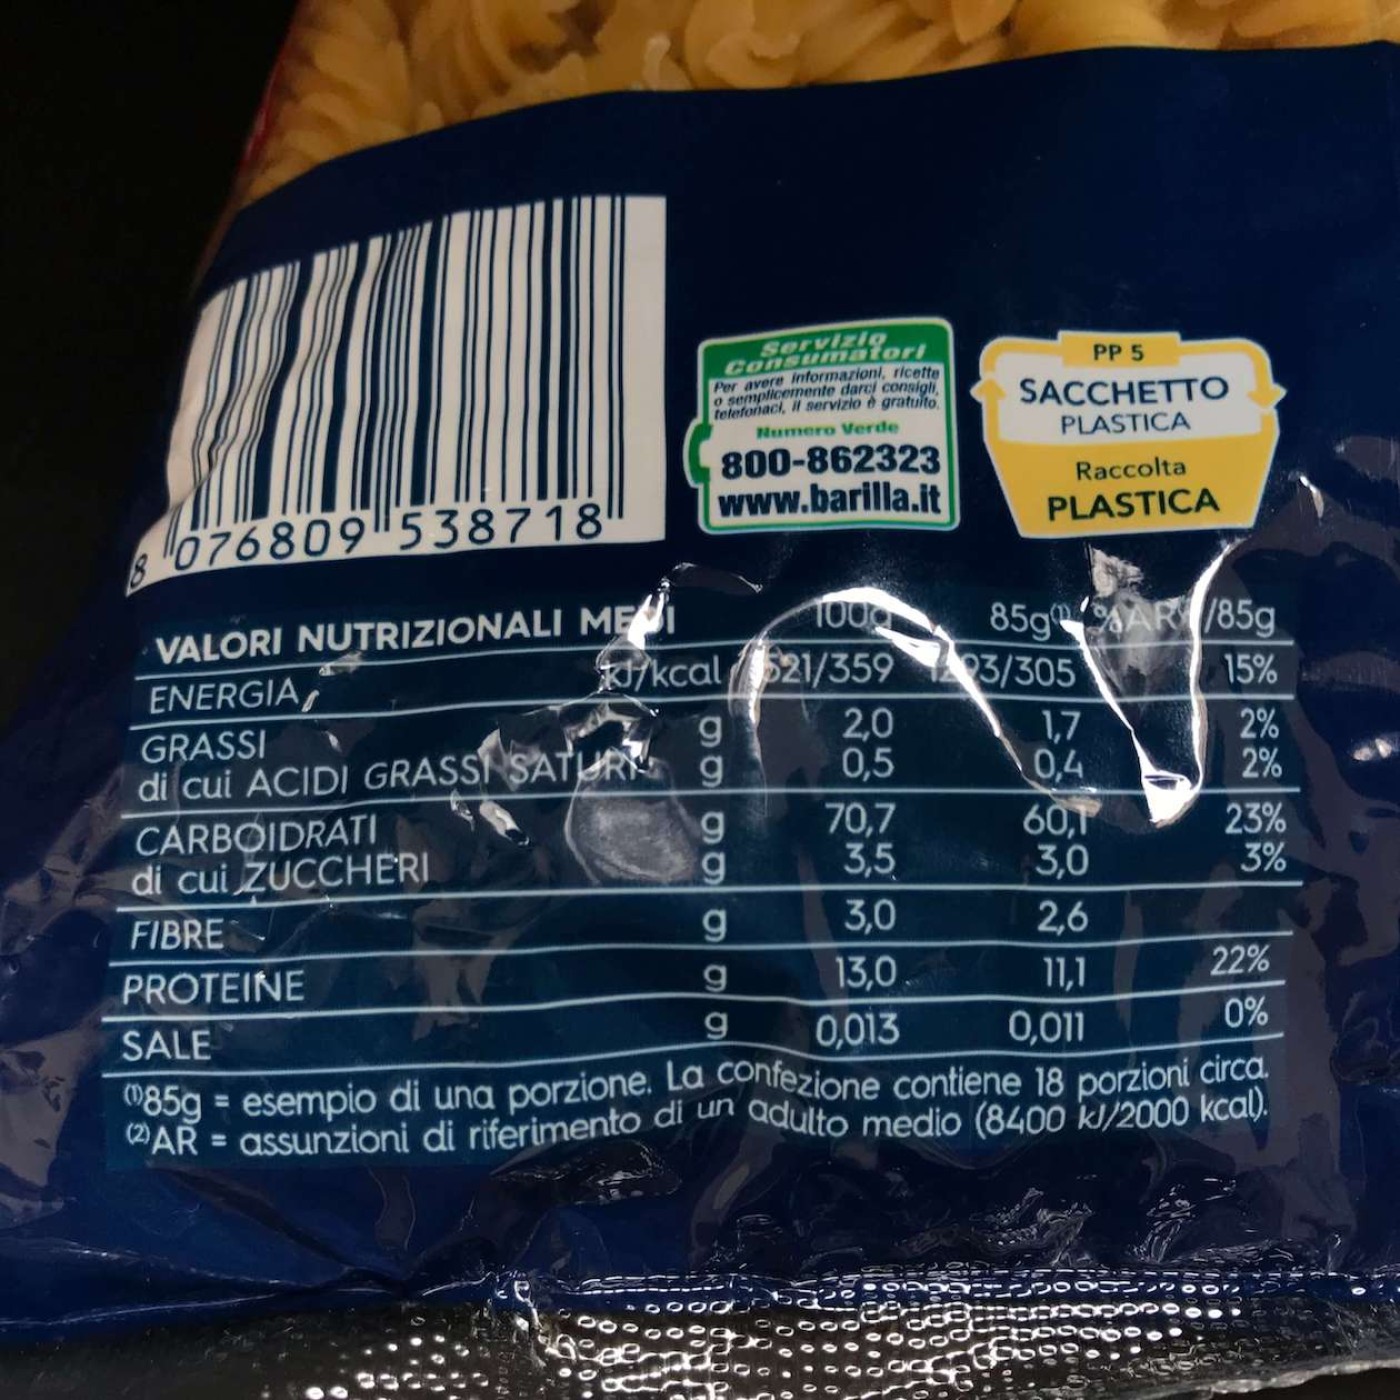 8 076809 538718
Servizio
Consumatori
Per avere informazioni, ricette
o semplicemente darci consigli,
telefonaci, il servizio è gratuito.
Numero Verde
800-862323
www.barilla.it
PP 5
SACCHETTO
PLASTICA
Raccolta
PLASTICA
VALORI NUTRIZIONALI 100g 85g⁽¹⁾ /85g
ENERGIA kJ/kcal 15%
GRASSI g 2,0 1,7 2%
di cui ACIDI GRASSI SATURI g 0,5 0,4 2%
CARBOIDRATI g 70,7 60,1 23%
di cui ZUCCHERI g 3,5 3,0 3%
FIBRE g 3,0 2,6
PROTEINE g 13,0 11,1 22%
SALE g 0,013 0,011 0%
⁽¹⁾85g = esempio di una porzione. La confezione contiene 18 porzioni circa.
⁽²⁾AR = assunzioni di riferimento di un adulto medio (8400 kJ/2000 kcal).